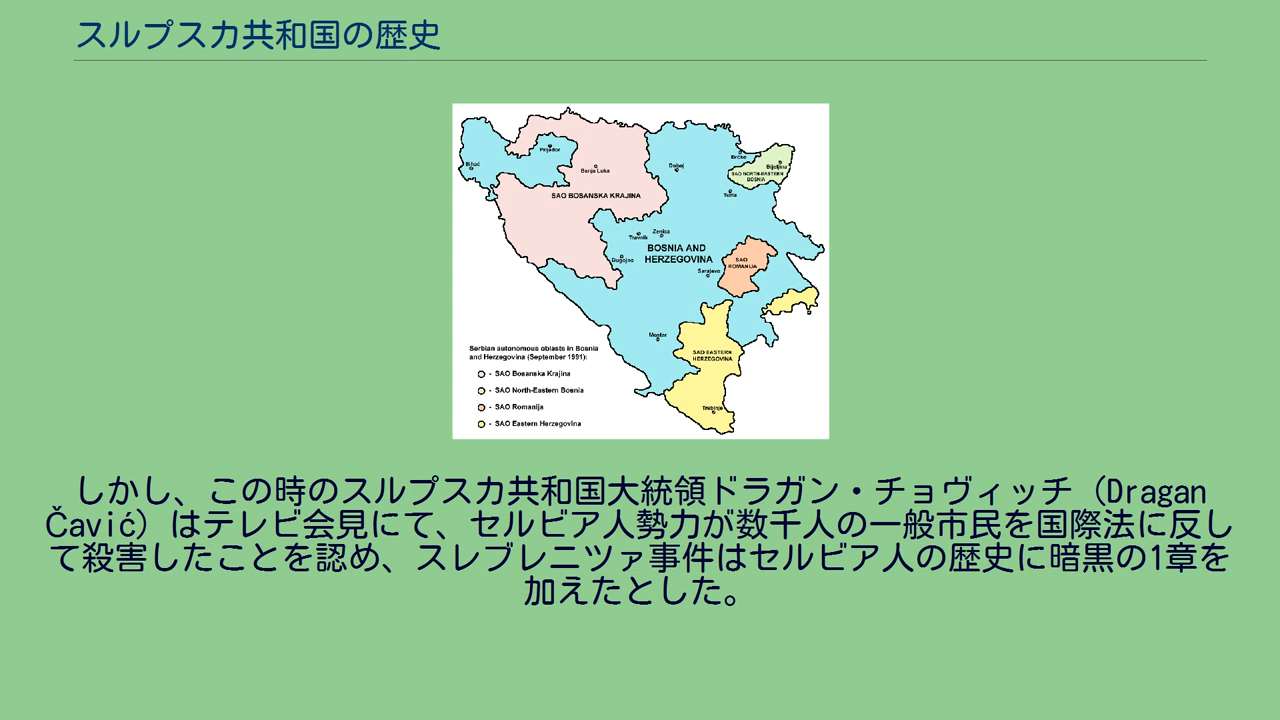 スルプスカ共和国の歴史
Bihać
Prijedor
Banja Luka
Doboj
Brčko
Bijeljina
SAO NORTH-EASTERN
BOSNIA
Tuzla
SAO BOSANSKA KRAJINA
Travnik
Zenica
BOSNIA AND
HERZEGOVINA
Bugojno
Sarajevo
SAO
ROMANIJA
Mostar
SAO EASTERN
HERZEGOVINA
Trebinje
Serbian autonomous oblasts in Bosnia
and Herzegovina (September 1991):
- SAO Bosanska Krajina
- SAO North-Eastern Bosnia
- SAO Romanija
- SAO Eastern Herzegovina
しかし、この時のスルプスカ共和国大統領ドラガン・チョヴィッチ（Dragan
Čavić）はテレビ会見にて、セルビア人勢力が数千人の一般市民を国際法に反し
て殺害したことを認め、スレブレニツァ事件はセルビア人の歴史に暗黒の1章を
加えたとした。